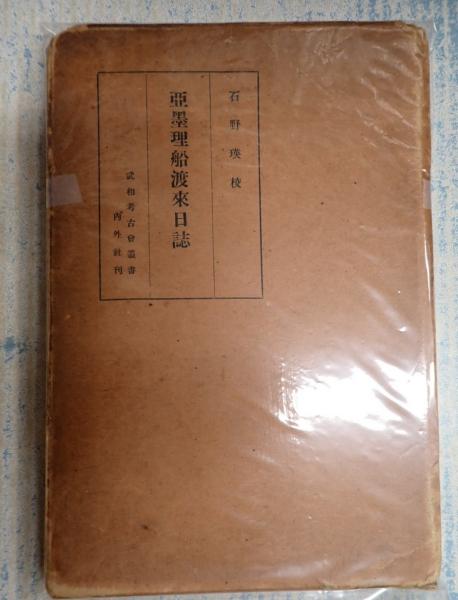 石野瑛校
亞墨理船渡來日誌
武相考古會叢書
內外社刊